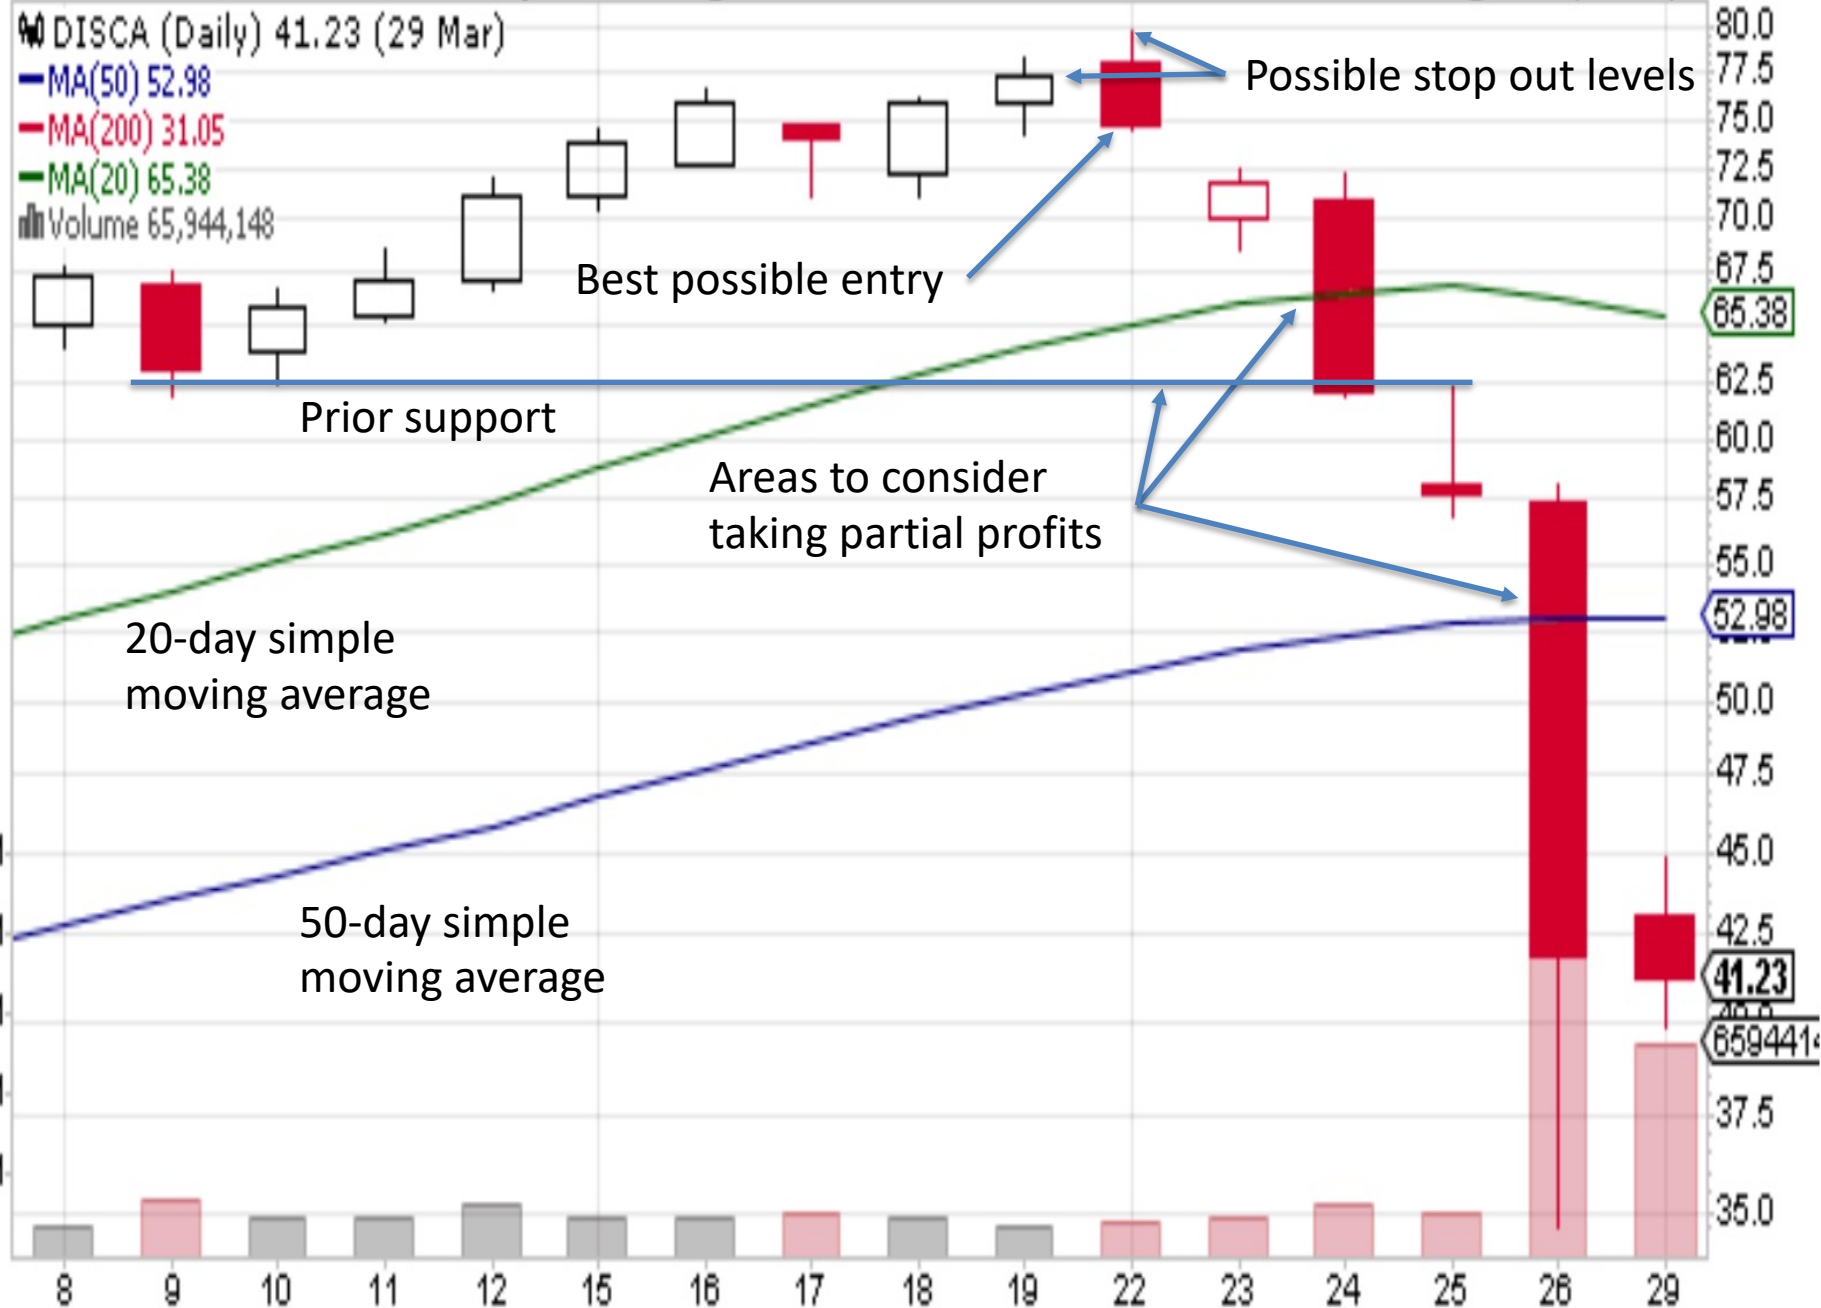 DISCA (Daily) 41.23 (29 Mar)
MA(50) 52.98
MA(200) 31.05
MA(20) 65.38
Volume 65,944,148
Possible stop out levels
Best possible entry
Prior support
Areas to consider
taking partial profits
20-day simple
moving average
50-day simple
moving average
80.0
77.5
75.0
72.5
70.0
67.5
65.38
62.5
60.0
57.5
55.0
52.98
50.0
47.5
45.0
42.5
41.23
659441
37.5
35.0
8 9 10 11 12 15 16 17 18 19 22 23 24 25 26 29